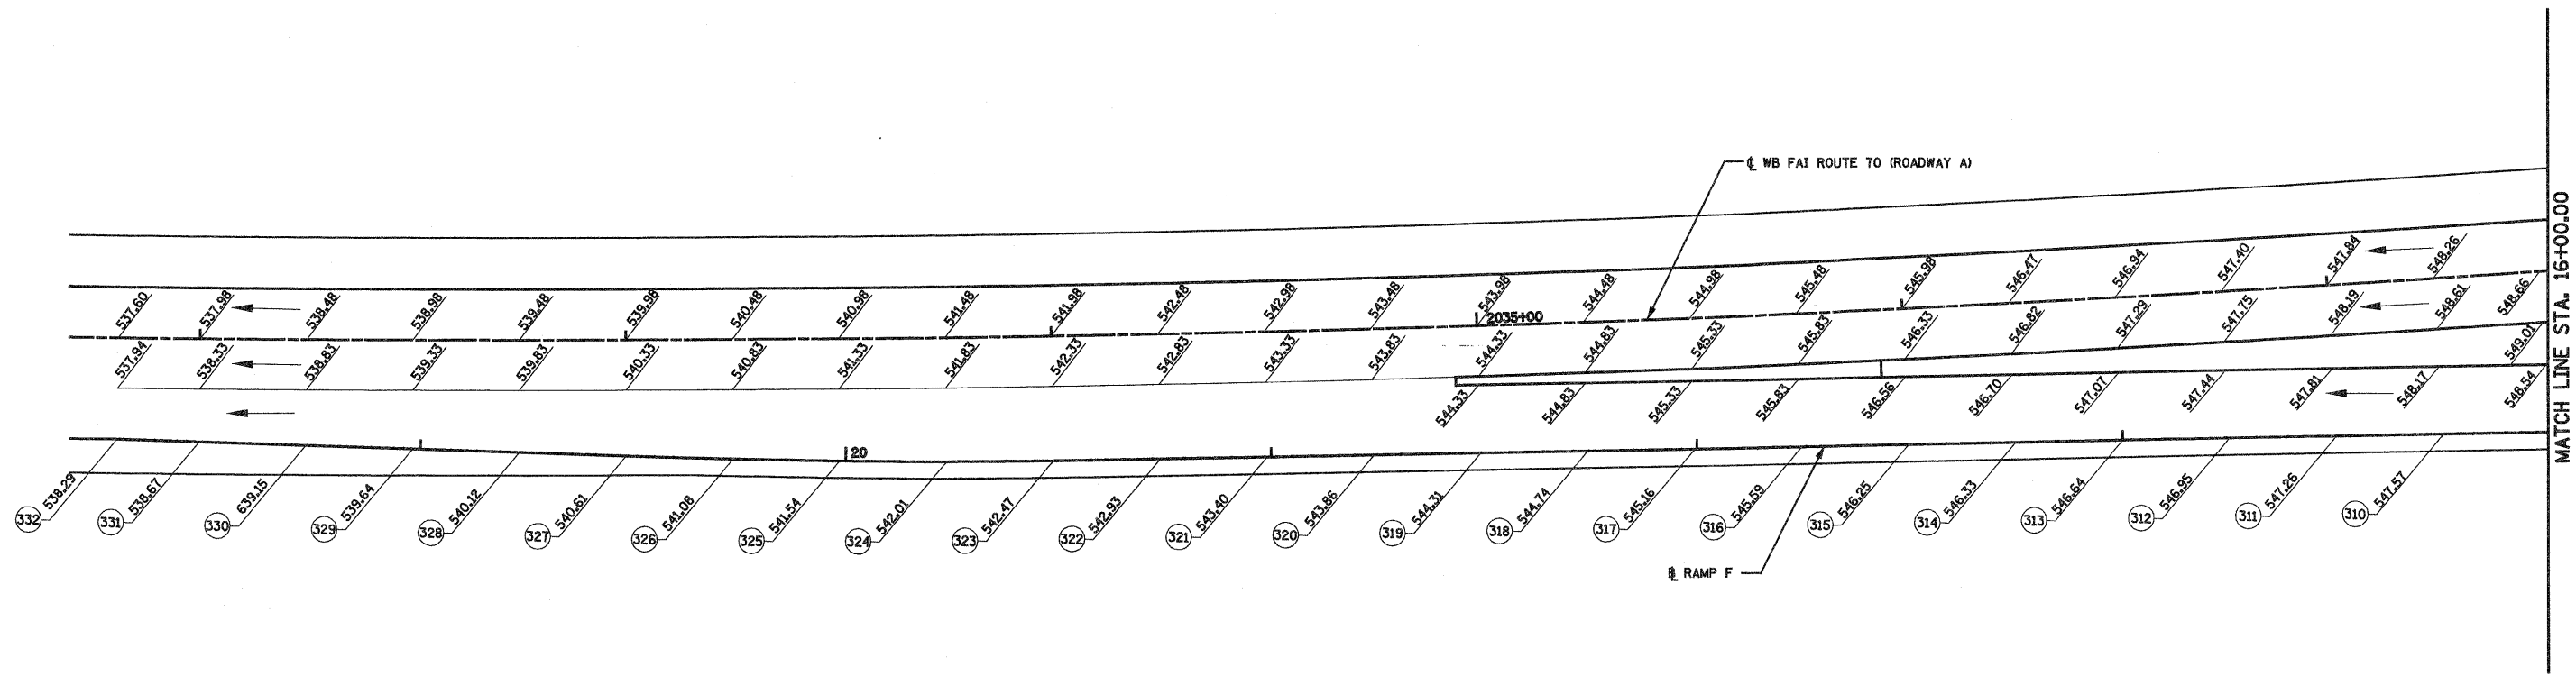 ₵ WB FAI ROUTE 70 (ROADWAY A)
MATCH LINE STA. 16+00.00
537.60 537.98 538.48 538.98 539.48 539.98 540.48 540.98 541.48 541.98 542.48 542.98 543.48 543.98 544.48 544.98 545.48 545.98 546.47 546.94 547.40 547.84 548.26 548.66
2035+00
537.94 538.33 538.83 539.33 539.83 540.33 540.83 541.33 541.83 542.33 542.83 543.33 543.83 544.33 544.83 545.33 545.83 546.33 546.82 547.29 547.75 548.19 548.61 549.01
544.33 544.83 545.33 545.83 546.56 546.70 547.07 547.44 547.81 548.17 548.54
20
538.29 538.67 639.15 539.64 540.12 540.61 541.08 541.54 542.01 542.47 542.93 543.40 543.86 544.31 544.74 545.16 545.59 546.25 546.33 546.64 546.95 547.26 547.57
332 331 330 329 328 327 326 325 324 323 322 321 320 319 318 317 316 315 314 313 312 311 310
B RAMP F